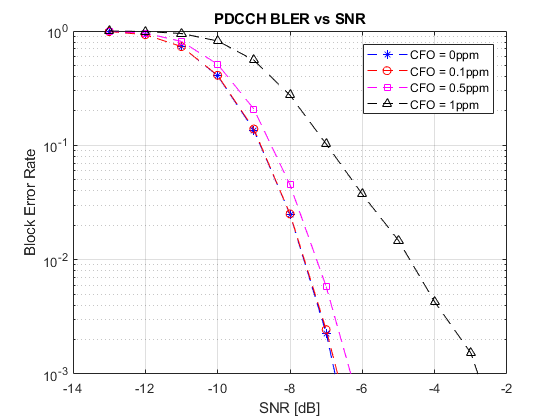 PDCCH BLER vs SNR
10^0
10^-1
10^-2
10^-3
Block Error Rate
CFO = 0ppm
CFO = 0.1ppm
CFO = 0.5ppm
CFO = 1ppm
-14 -12 -10 -8 -6 -4 -2
SNR [dB]